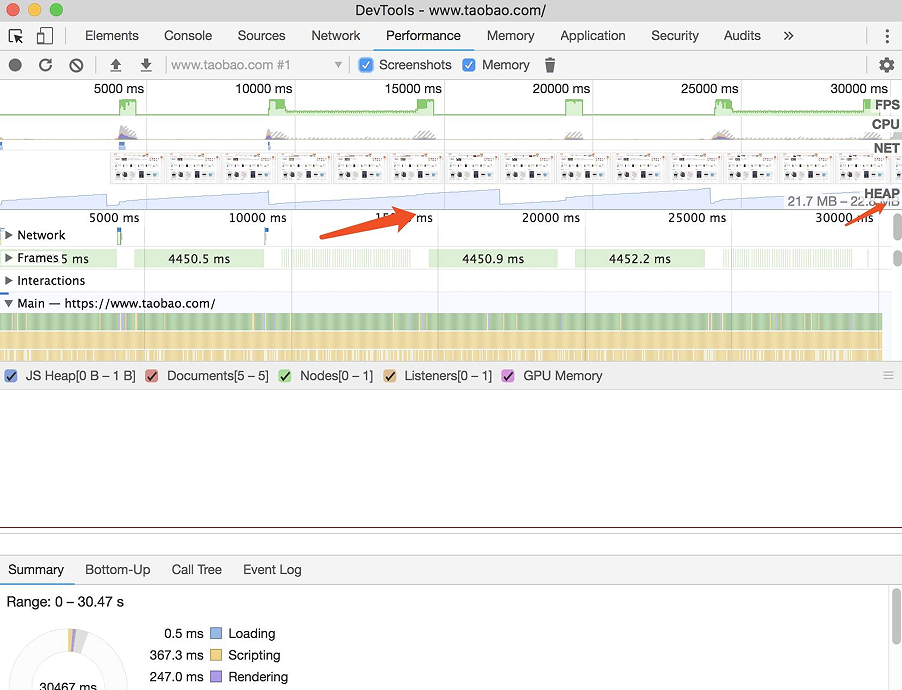 DevTools - www.taobao.com/
Elements Console Sources Network Performance Memory Application Security Audits »
www.taobao.com #1 Screenshots Memory
5000 ms 10000 ms 15000 ms 20000 ms 25000 ms 30000 ms
FPS
CPU
NET
HEAP
21.7 MB – 22.8 MB
5000 ms 10000 ms ms 20000 ms 25000 ms 30000 ms
Network
Frames 5 ms 4450.5 ms 4450.9 ms 4452.2 ms
Interactions
Main — https://www.taobao.com/
JS Heap[0 B – 1 B] Documents[5 – 5] Nodes[0 – 1] Listeners[0 – 1] GPU Memory
Summary Bottom-Up Call Tree Event Log
Range: 0 – 30.47 s
0.5 ms Loading
367.3 ms Scripting
247.0 ms Rendering
30467 ms